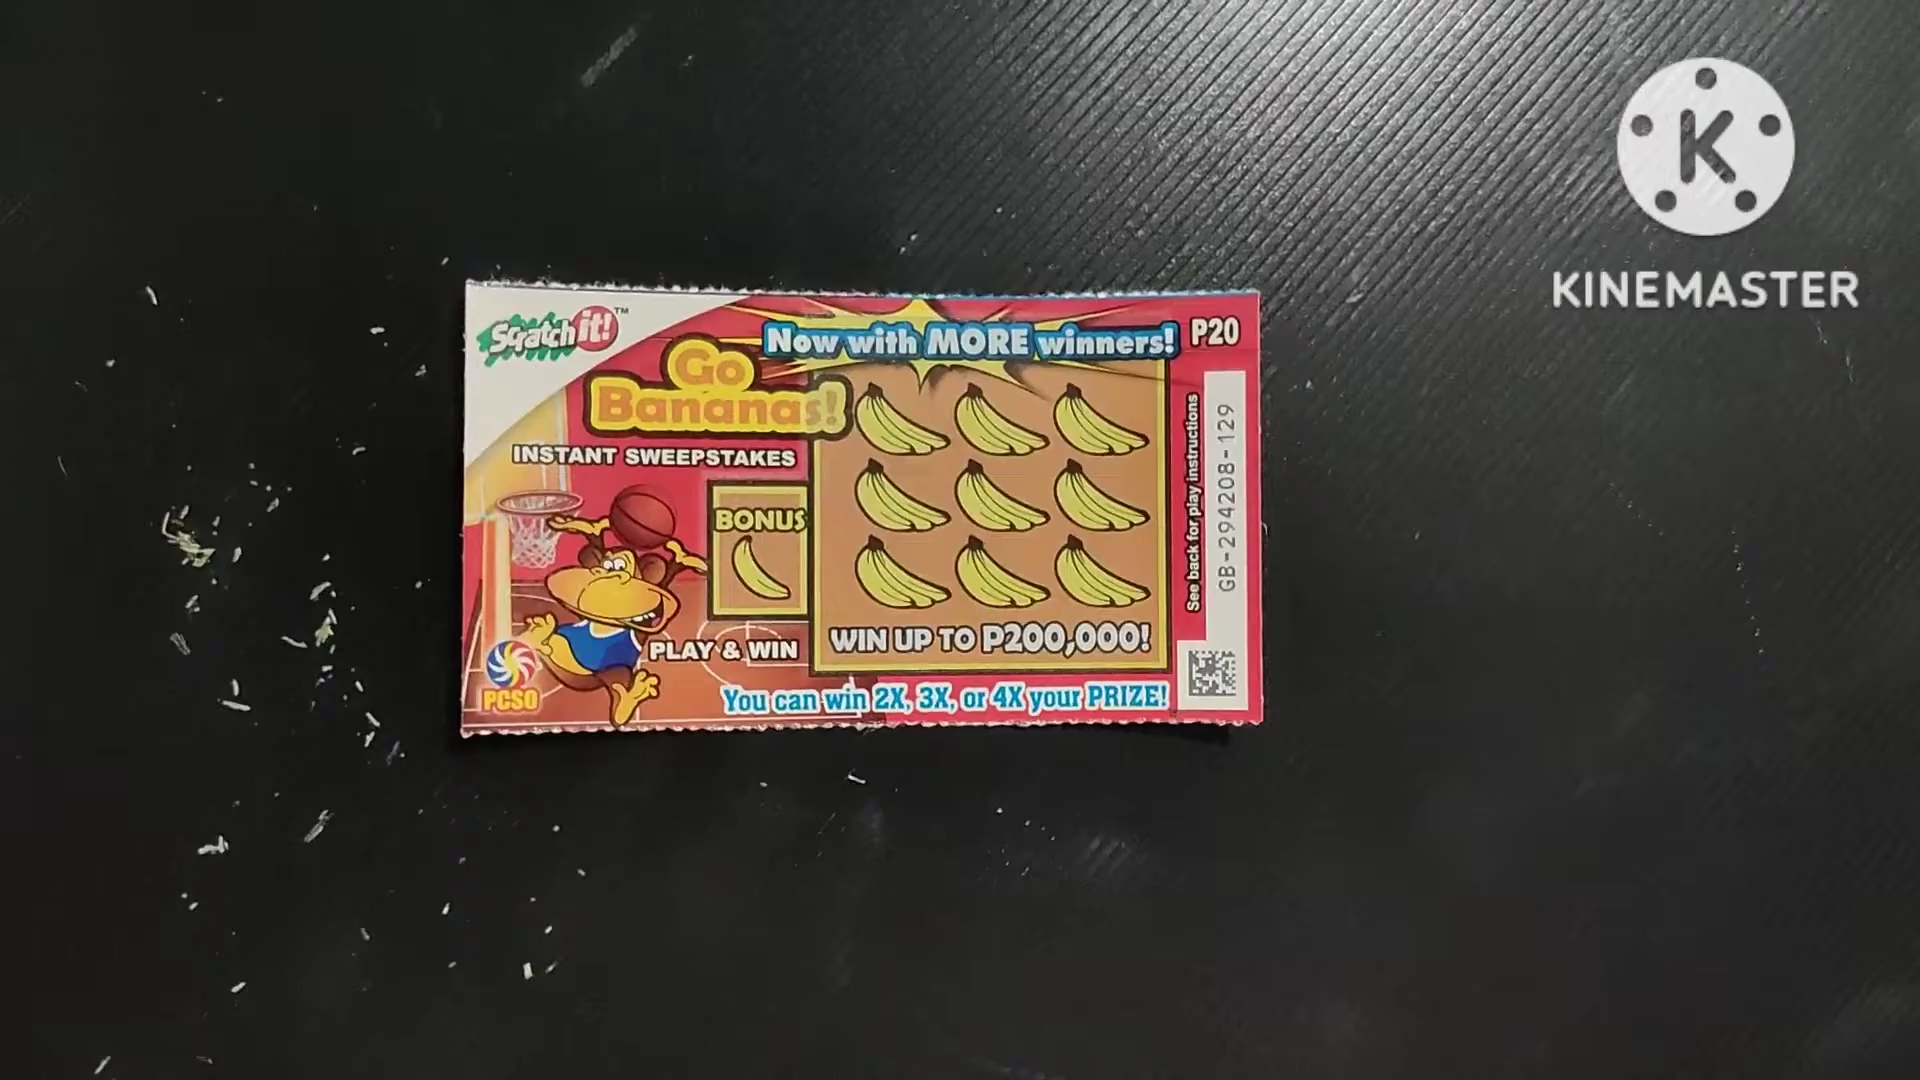 K
KINEMASTER
Scratch it!™
Now with MORE winners!
P20
Go
Bananas!
INSTANT SWEEPSTAKES
BONUS
WIN UP TO P200,000!
PLAY & WIN
PCSO
You can win 2X, 3X, or 4X your PRIZE!
See back for play instructions
GB-294208-129